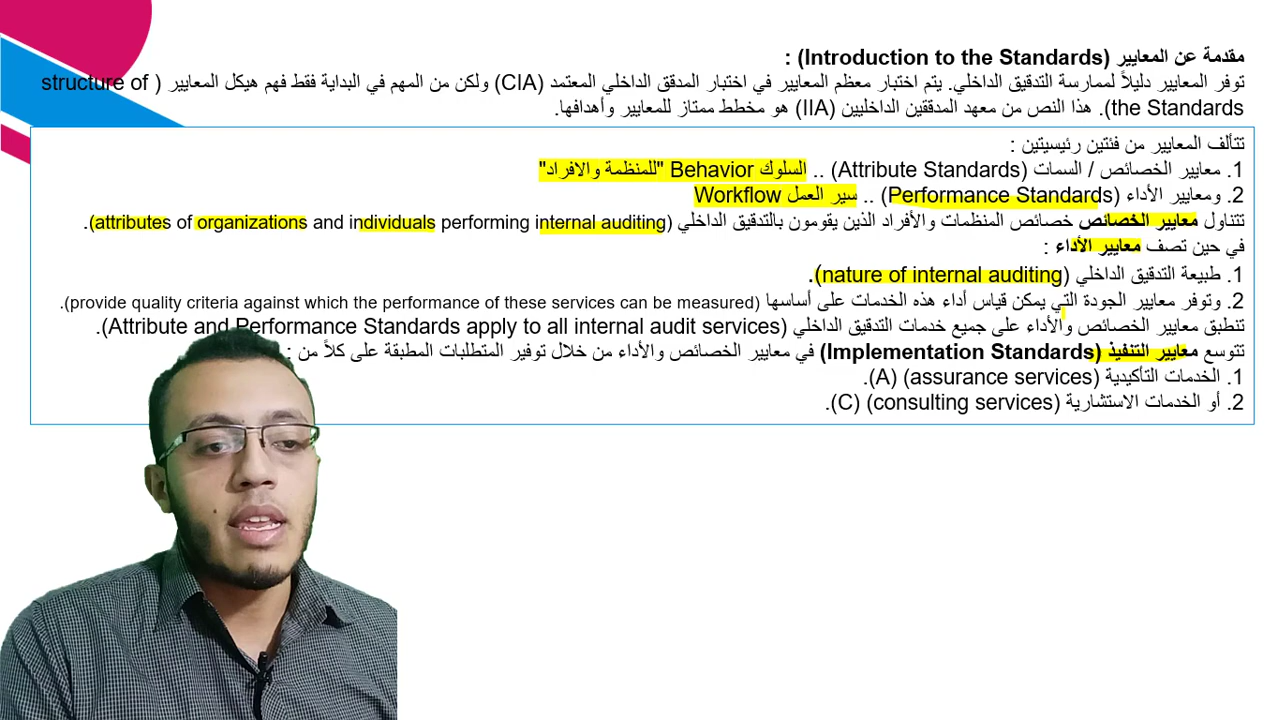 مقدمة عن المعايير (Introduction to the Standards) :
توفر المعايير دليلاً لممارسة التدقيق الداخلي. يتم اختبار معظم المعايير في اختبار المدقق الداخلي المعتمد (CIA) ولكن من المهم في البداية فقط فهم هيكل المعايير (structure of
the Standards). هذا النص من معهد المدققين الداخليين (IIA) هو مخطط ممتاز للمعايير وأهدافها.
تتألف المعايير من فئتين رئيسيتين :
1. معايير الخصائص / السمات (Attribute Standards) .. السلوك Behavior "للمنظمة والافراد"
2. ومعايير الأداء (Performance Standards) .. سير العمل Workflow
تتناول معايير الخصائص خصائص المنظمات والأفراد الذين يقومون بالتدقيق الداخلي (attributes of organizations and individuals performing internal auditing).
في حين تصف معايير الأداء :
1. طبيعة التدقيق الداخلي (nature of internal auditing).
2. وتوفر معايير الجودة التي يمكن قياس أداء هذه الخدمات على أساسها (provide quality criteria against which the performance of these services can be measured).
تنطبق معايير الخصائص والأداء على جميع خدمات التدقيق الداخلي (Attribute and Performance Standards apply to all internal audit services).
تتوسع معايير التنفيذ (Implementation Standards) في معايير الخصائص والأداء من خلال توفير المتطلبات المطبقة على كلاً من :
1. الخدمات التأكيدية (assurance services) (A).
2. أو الخدمات الاستشارية (consulting services) (C).